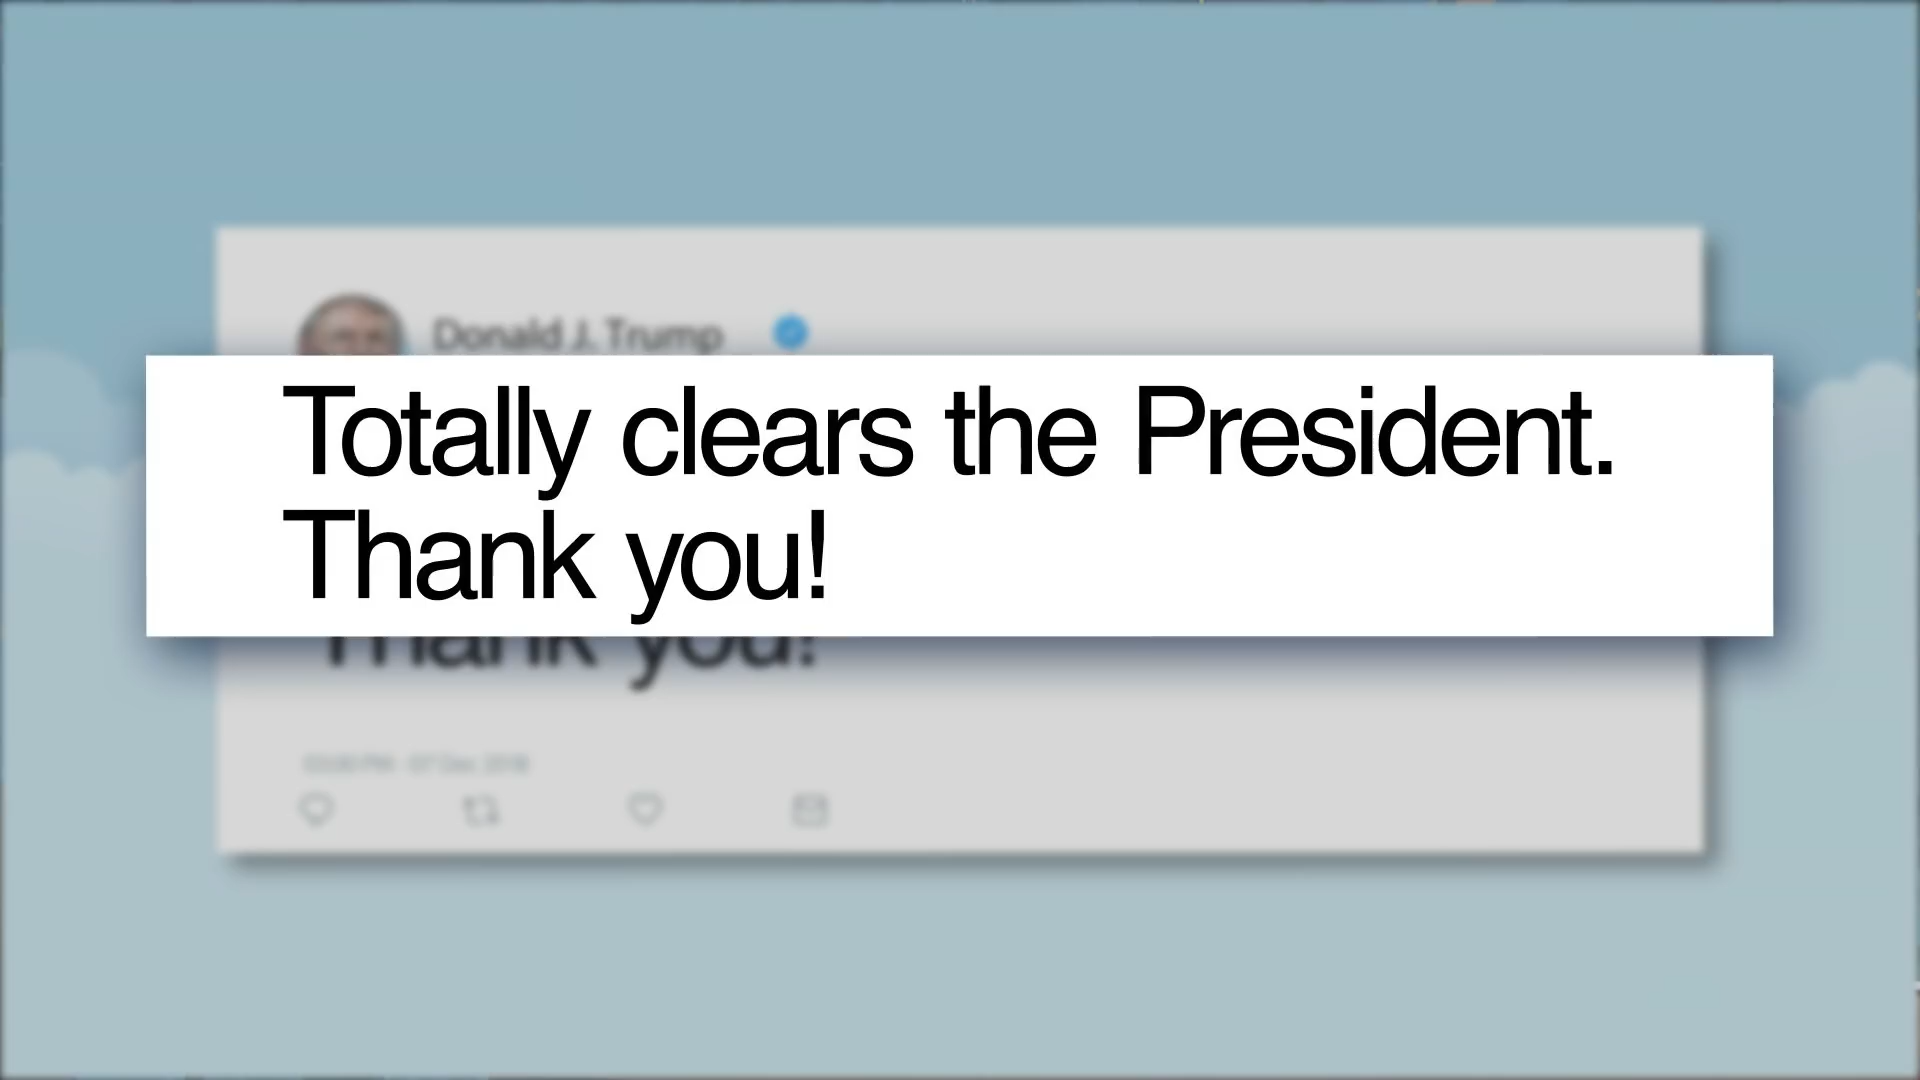 Donald J. Trump
Totally clears the President.
Thank you!
Thank you!